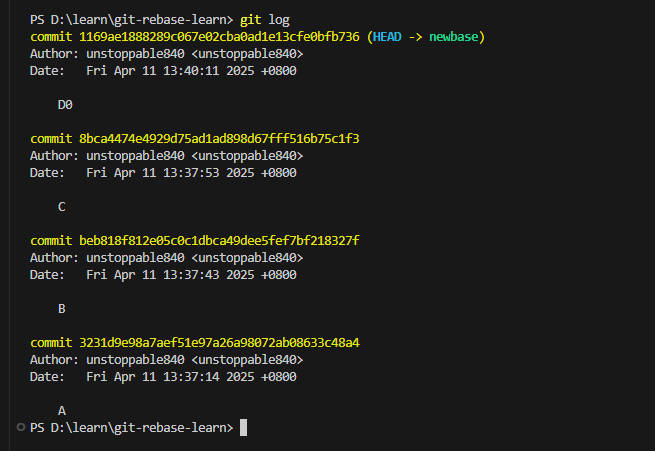 PS D:\learn\git-rebase-learn> git log
commit 1169ae1888289c067e02cba0ad1e13cfe0bfb736 (HEAD -> newbase)
Author: unstoppable840 <unstoppable840>
Date:   Fri Apr 11 13:40:11 2025 +0800
    D0
commit 8bca4474e4929d75ad1ad898d67fff516b75c1f3
Author: unstoppable840 <unstoppable840>
Date:   Fri Apr 11 13:37:53 2025 +0800
    C
commit beb818f812e05c0c1dbca49dee5fef7bf218327f
Author: unstoppable840 <unstoppable840>
Date:   Fri Apr 11 13:37:43 2025 +0800
    B
commit 3231d9e98a7aef51e97a26a98072ab08633c48a4
Author: unstoppable840 <unstoppable840>
Date:   Fri Apr 11 13:37:14 2025 +0800
    A
PS D:\learn\git-rebase-learn>